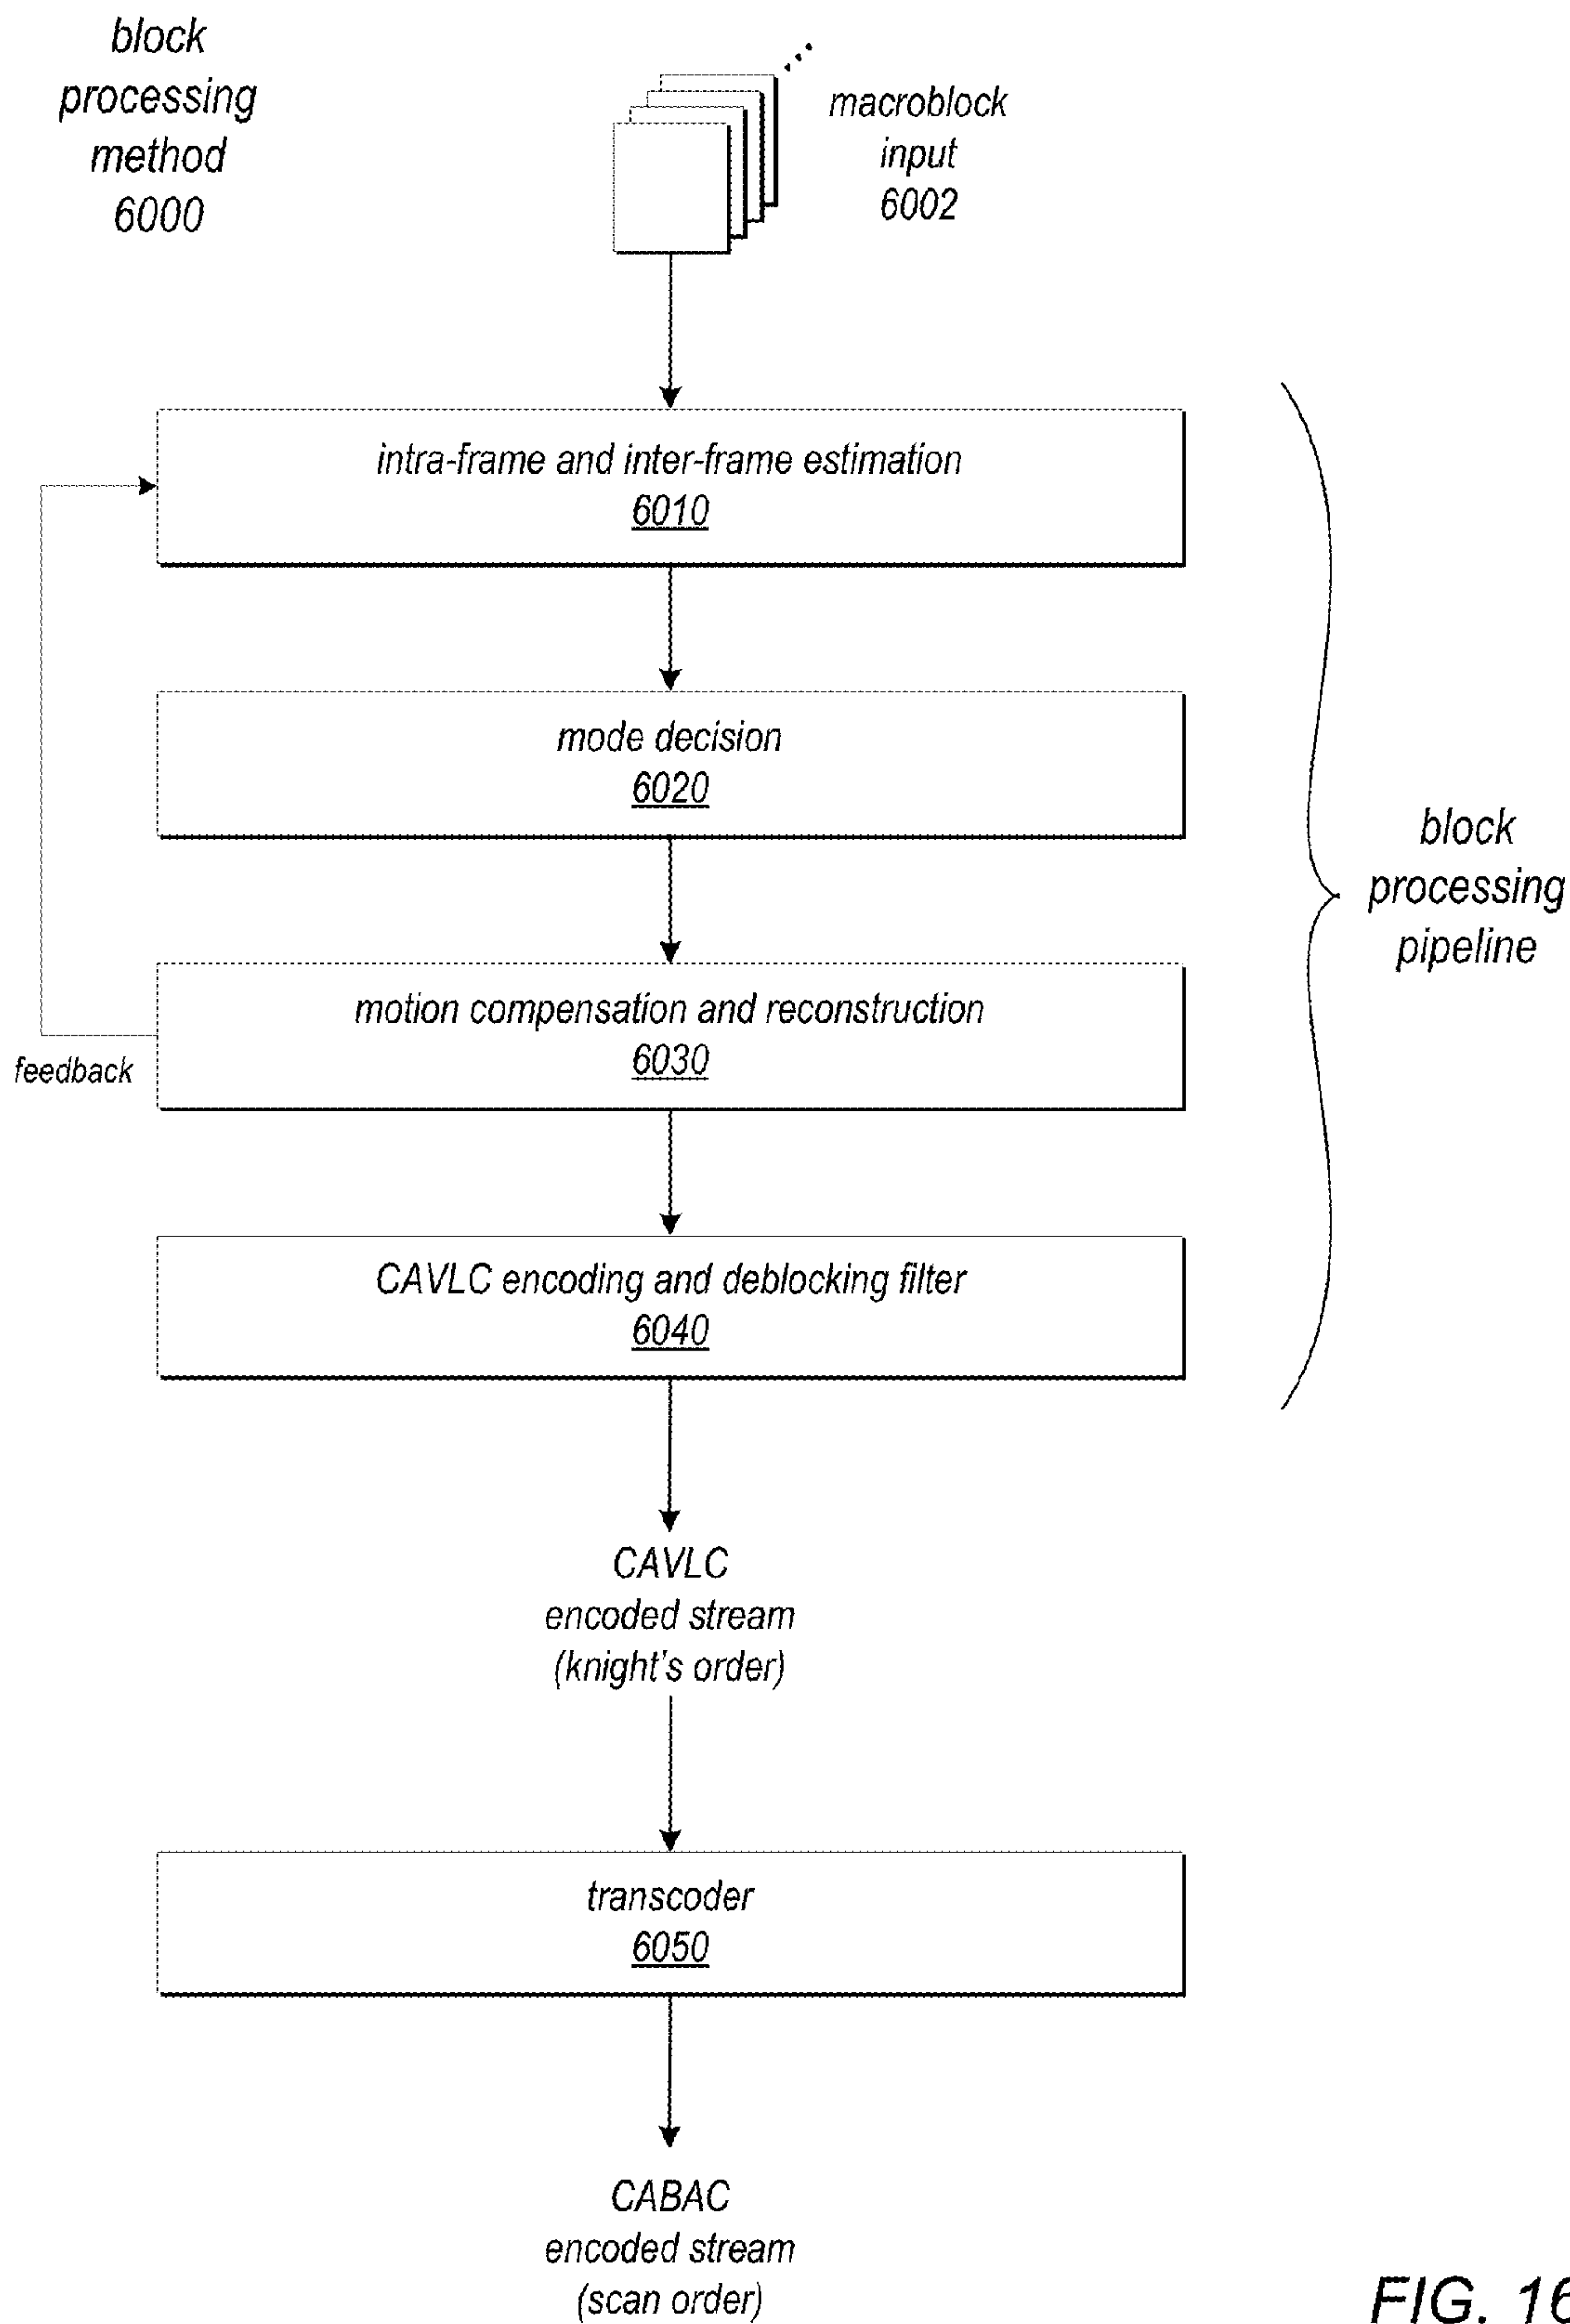 block
processing
method
6000
macroblock
input
6002
intra-frame and inter-frame estimation
6010
mode decision
6020
block
processing
pipeline
motion compensation and reconstruction
6030
feedback
CAVLC encoding and deblocking filter
6040
CAVLC
encoded stream
(knight's order)
transcoder
6050
CABAC
encoded stream
(scan order)
FIG. 16